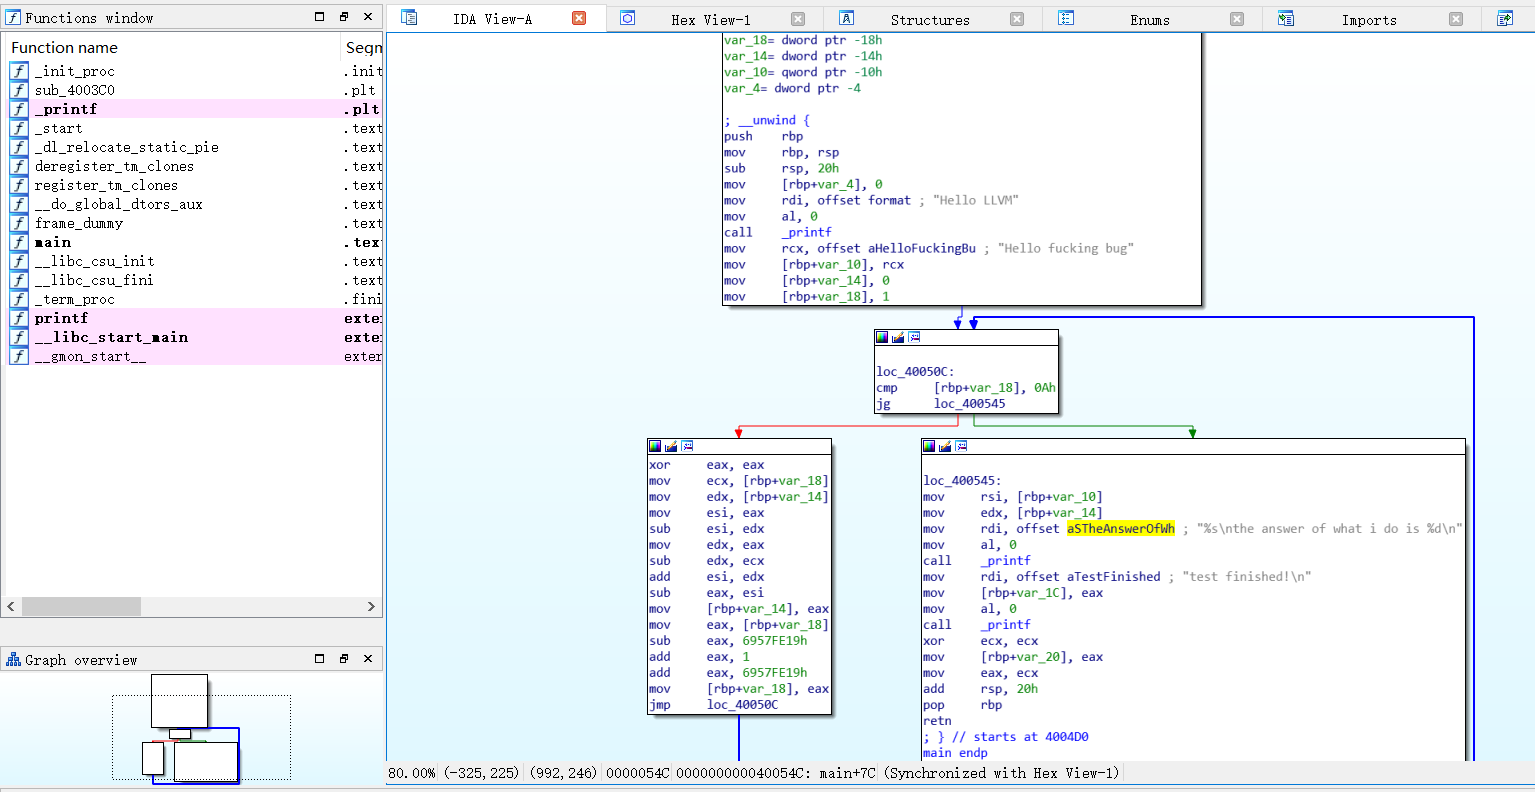 Functions window
Function name Segm
_init_proc .init
sub_4003C0 .plt
_printf .plt
_start .text
_dl_relocate_static_pie .text
deregister_tm_clones .text
register_tm_clones .text
__do_global_dtors_aux .text
frame_dummy .text
main .text
__libc_csu_init .text
__libc_csu_fini .text
_term_proc .fini
printf exter
__libc_start_main exter
__gmon_start__ exter
Graph overview
IDA View-A Hex View-1 Structures Enums Imports
var_18= dword ptr -18h
var_14= dword ptr -14h
var_10= qword ptr -10h
var_4= dword ptr -4
; __unwind {
push rbp
mov rbp, rsp
sub rsp, 20h
mov [rbp+var_4], 0
mov rdi, offset format ; "Hello LLVM"
mov al, 0
call _printf
mov rcx, offset aHelloFuckingBu ; "Hello fucking bug"
mov [rbp+var_10], rcx
mov [rbp+var_14], 0
mov [rbp+var_18], 1
loc_40050C:
cmp [rbp+var_18], 0Ah
jg loc_400545
xor eax, eax
mov ecx, [rbp+var_18]
mov edx, [rbp+var_14]
mov esi, eax
sub esi, edx
mov edx, eax
sub edx, ecx
add esi, edx
sub eax, esi
mov [rbp+var_14], eax
mov eax, [rbp+var_18]
sub eax, 6957FE19h
add eax, 1
add eax, 6957FE19h
mov [rbp+var_18], eax
jmp loc_40050C
loc_400545:
mov rsi, [rbp+var_10]
mov edx, [rbp+var_14]
mov rdi, offset aSTheAnswerOfWh ; "%s\nthe answer of what i do is %d\n"
mov al, 0
call _printf
mov rdi, offset aTestFinished ; "test finished!\n"
mov [rbp+var_1C], eax
mov al, 0
call _printf
xor ecx, ecx
mov [rbp+var_20], eax
mov eax, ecx
add rsp, 20h
pop rbp
retn
; } // starts at 4004D0
main endp
80.00% (-325,225) (992,246) 0000054C 000000000040054C: main+7C (Synchronized with Hex View-1)